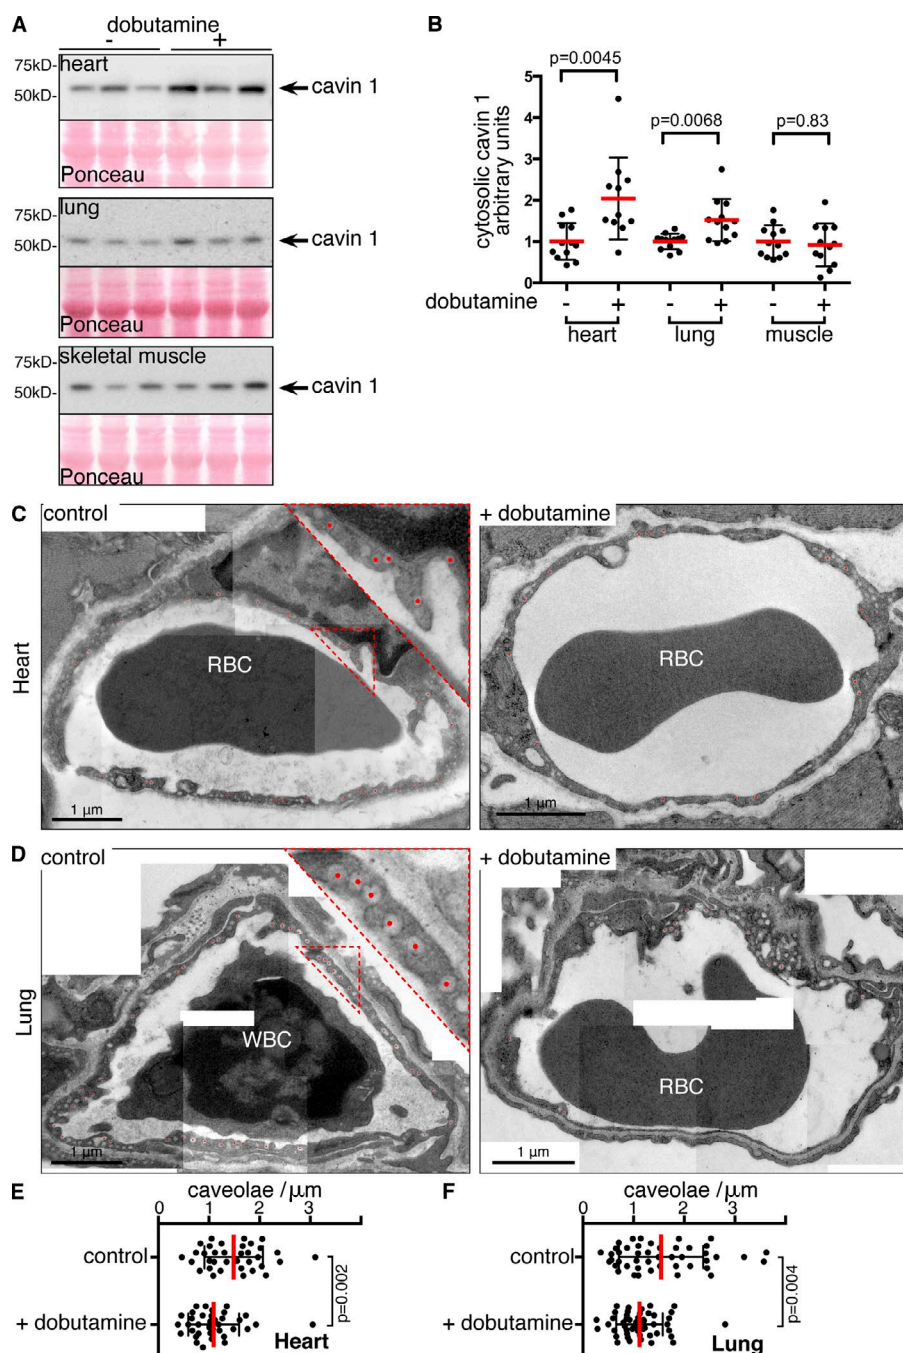 A
dobutamine
- +
75kD-
heart
50kD-
cavin 1
Ponceau
lung
75kD-
50kD-
cavin 1
Ponceau
skeletal muscle
75kD-
50kD-
cavin 1
Ponceau
B
p=0.0045
p=0.0068
p=0.83
cytosolic cavin 1
arbitrary units
5
4
3
2
1
0
dobutamine
- + - + - +
heart lung muscle
C
control
+ dobutamine
Heart
RBC
RBC
1 µm
1 µm
D
control
+ dobutamine
Lung
WBC
RBC
1 µm
1 µm
E
caveolae /µm
0 1 2 3
control
+ dobutamine
p=0.002
Heart
F
caveolae /µm
0 1 2 3
control
+ dobutamine
p=0.004
Lung